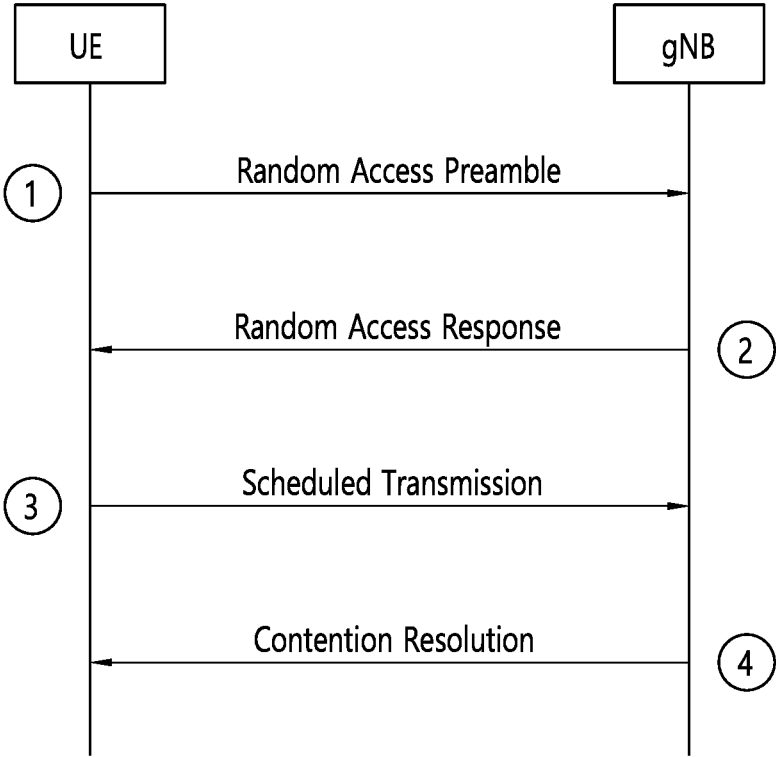 UE
gNB
Random Access Preamble
1
Random Access Response
2
Scheduled Transmission
3
Contention Resolution
4